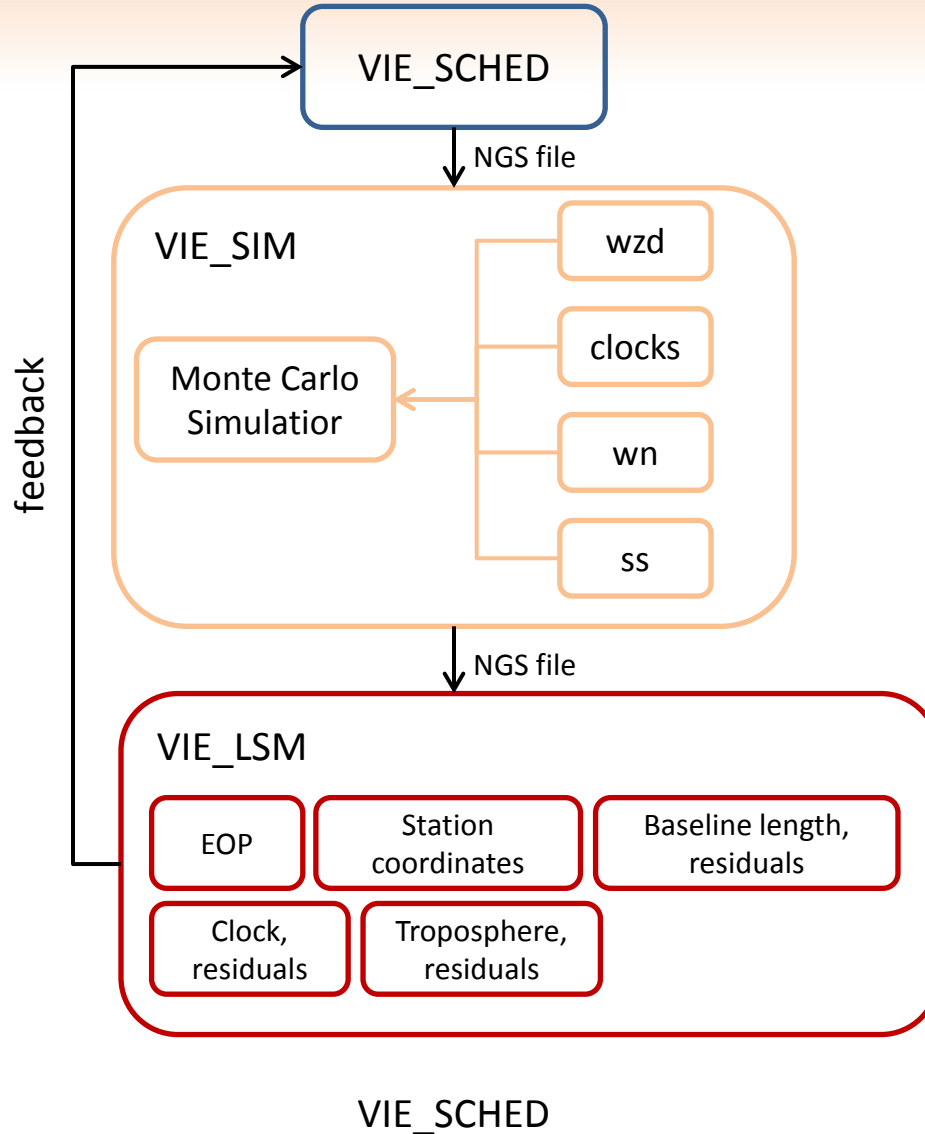 VIE_SCHED
NGS file
VIE_SIM
wzd
clocks
Monte Carlo
Simulatior
wn
ss
feedback
NGS file
VIE_LSM
EOP
Station
coordinates
Baseline length,
residuals
Clock,
residuals
Troposphere,
residuals
VIE_SCHED